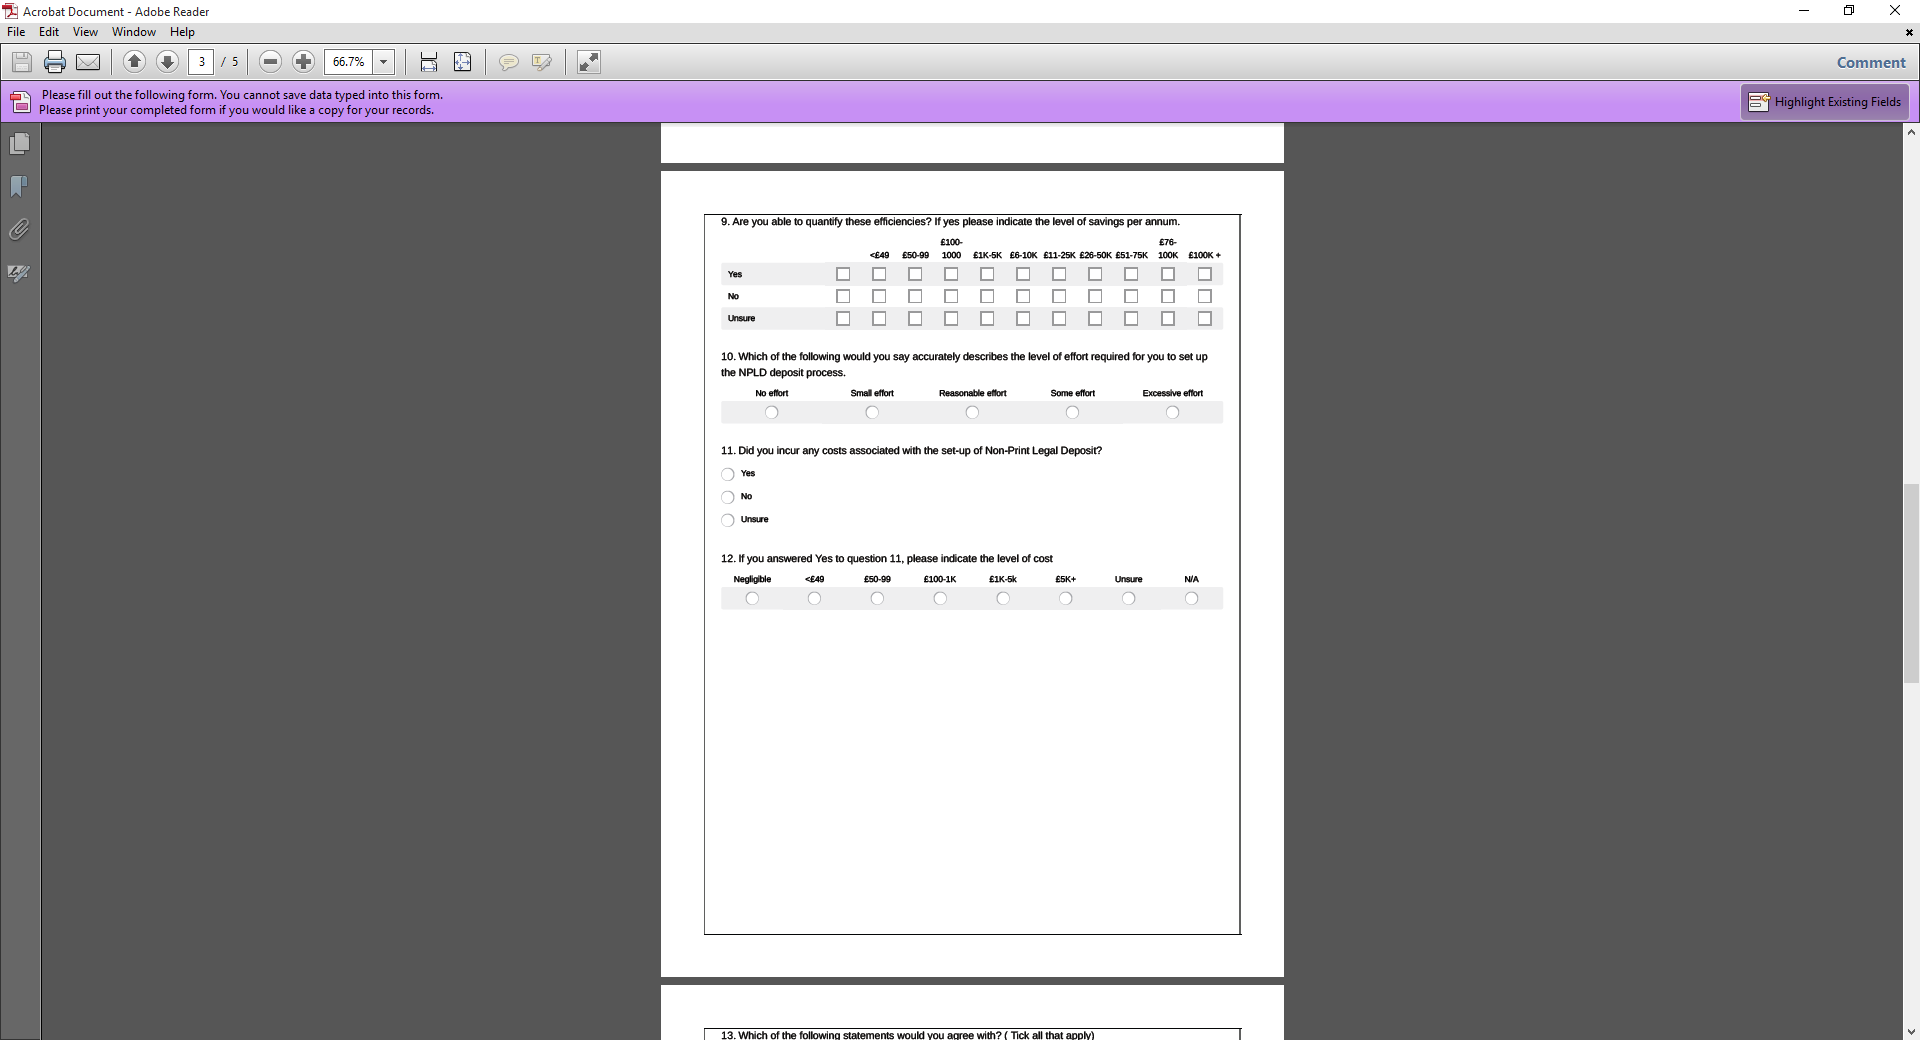 Acrobat Document - Adobe Reader
File Edit View Window Help
3 / 5 66.7% Comment
Please fill out the following form. You cannot save data typed into this form.
Please print your completed form if you would like a copy for your records.
Highlight Existing Fields
9. Are you able to quantify these efficiencies? If yes please indicate the level of savings per annum.
<£49 £50-99 £100-1000 £1K-5K £6-10K £11-25K £26-50K £51-75K £76-100K £100K +
Yes
No
Unsure
10. Which of the following would you say accurately describes the level of effort required for you to set up
the NPLD deposit process.
No effort Small effort Reasonable effort Some effort Excessive effort
11. Did you incur any costs associated with the set-up of Non-Print Legal Deposit?
Yes
No
Unsure
12. If you answered Yes to question 11, please indicate the level of cost
Negligible <£49 £50-99 £100-1K £1K-5k £5K+ Unsure N/A
13. Which of the following statements would you agree with? ( Tick all that apply)